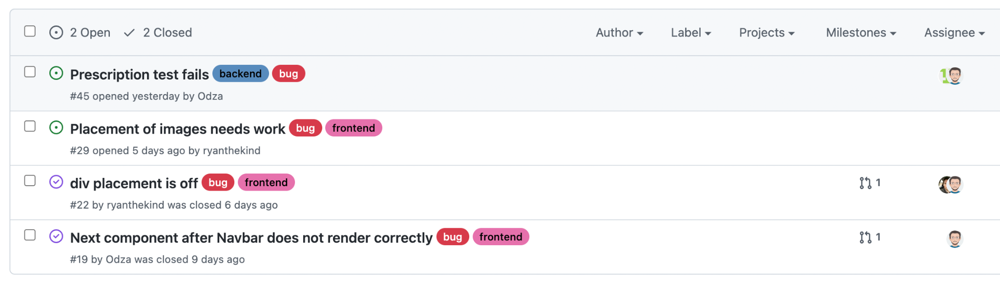 2 Open 2 Closed Author Label Projects Milestones Assignee
Prescription test fails backend bug
#45 opened yesterday by Odza
Placement of images needs work bug frontend
#29 opened 5 days ago by ryanthekind
div placement is off bug frontend 1
#22 by ryanthekind was closed 6 days ago
Next component after Navbar does not render correctly bug frontend 1
#19 by Odza was closed 9 days ago